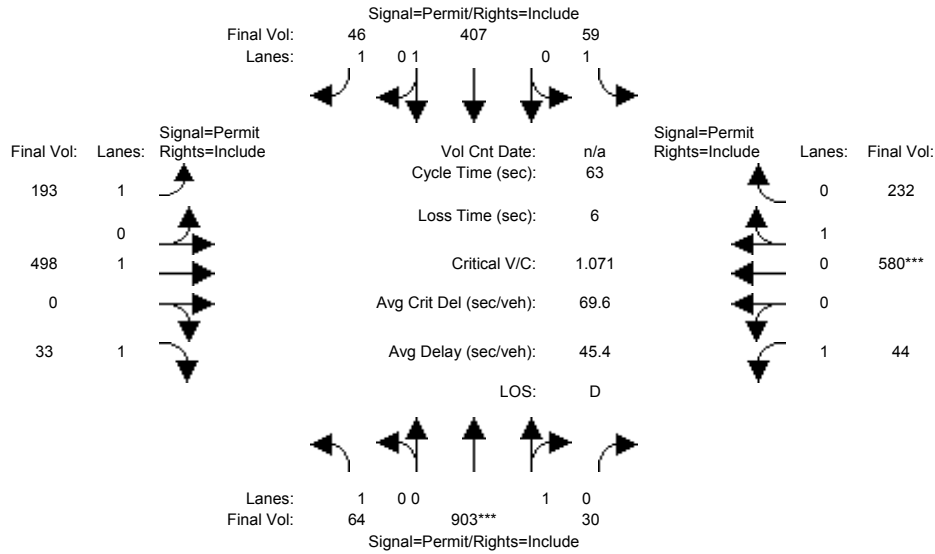 Signal=Permit/Rights=Include
Final Vol: 46 407 59
Lanes: 1 0 1 0 1
Signal=Permit Signal=Permit
Final Vol: Lanes: Rights=Include Vol Cnt Date: n/a Rights=Include Lanes: Final Vol:
Cycle Time (sec): 63
193 1 0 232
Loss Time (sec): 6
0 1
498 1 Critical V/C: 1.071 0 580***
0 Avg Crit Del (sec/veh): 69.6 0
33 1 Avg Delay (sec/veh): 45.4 1 44
LOS: D
Lanes: 1 0 0 1 0
Final Vol: 64 903*** 30
Signal=Permit/Rights=Include